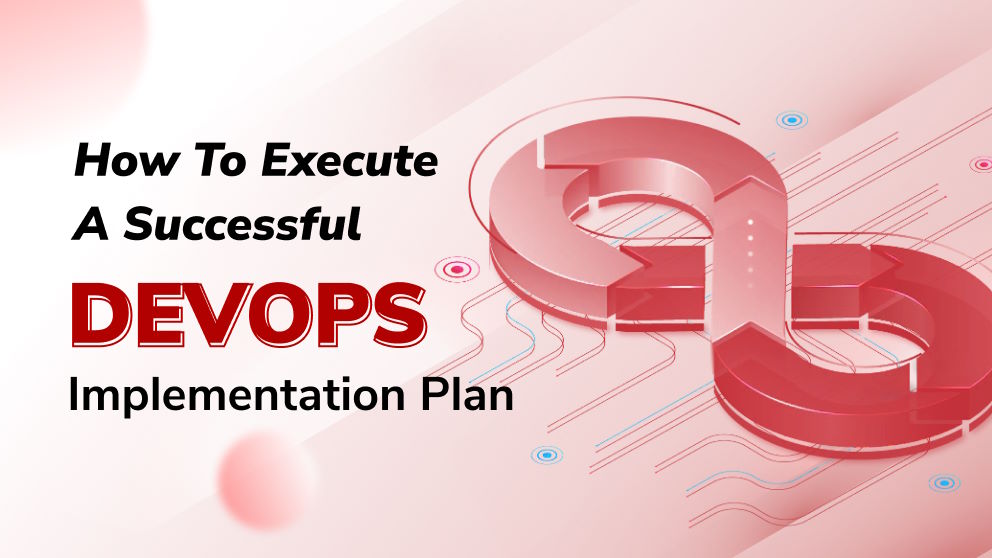 How To Execute
A Successful
DEVOPS
Implementation Plan